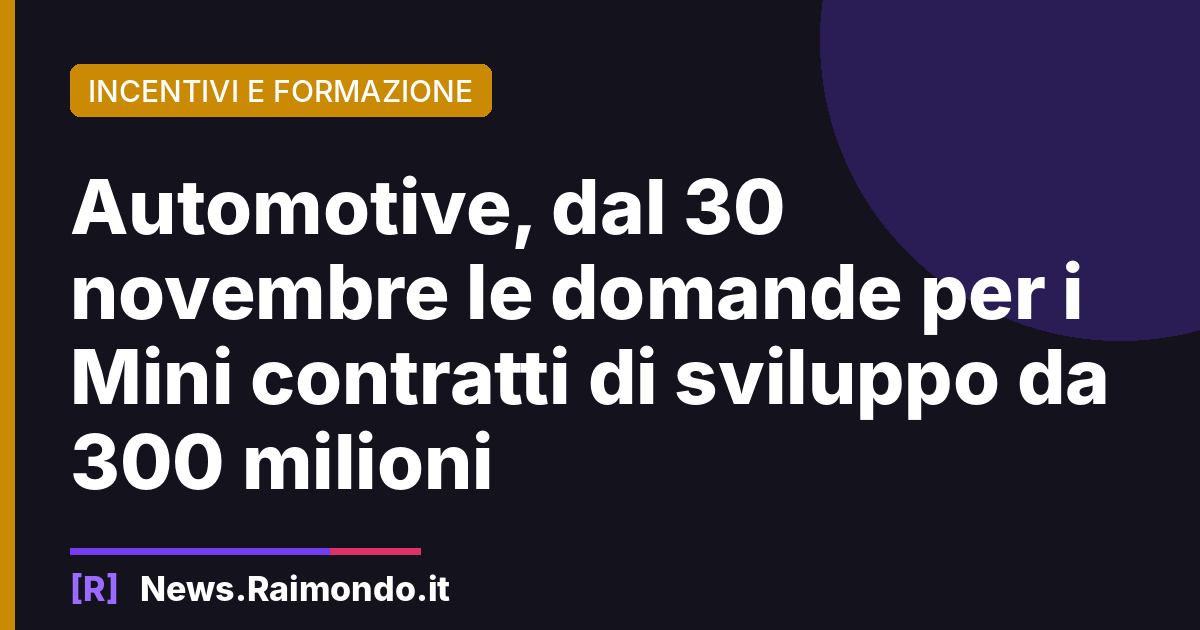 INCENTIVI E FORMAZIONE
Automotive, dal 30
novembre le domande per i
Mini contratti di sviluppo da
300 milioni
[R] News.Raimondo.it